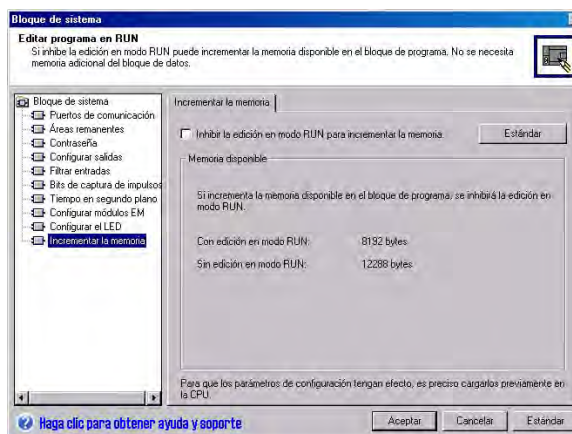 Bloque de sistema
Editar programa en RUN
Si inhibe la edición en modo RUN puede incrementar la memoria disponible en el bloque de programa. No se necesita
memoria adicional del bloque de datos.
Bloque de sistema
Puertos de comunicación
Áreas remanentes
Contraseña
Configurar salidas
Filtrar entradas
Bits de captura de impulsos
Tiempo en segundo plano
Configurar módulos EM
Configurar el LED
Incrementar la memoria
Incrementar la memoria
Inhibir la edición en modo RUN para incrementar la memoria
Estándar
Memoria disponible
Si incrementa la memoria disponible en el bloque de programa, se inhibirá la edición en
modo RUN.
Con edición en modo RUN: 8192 bytes
Sin edición en modo RUN: 12288 bytes
Para que los parámetros de configuración tengan efecto, es preciso cargarlos previamente en
la CPU.
Haga clic para obtener ayuda y soporte
Aceptar
Cancelar
Estándar